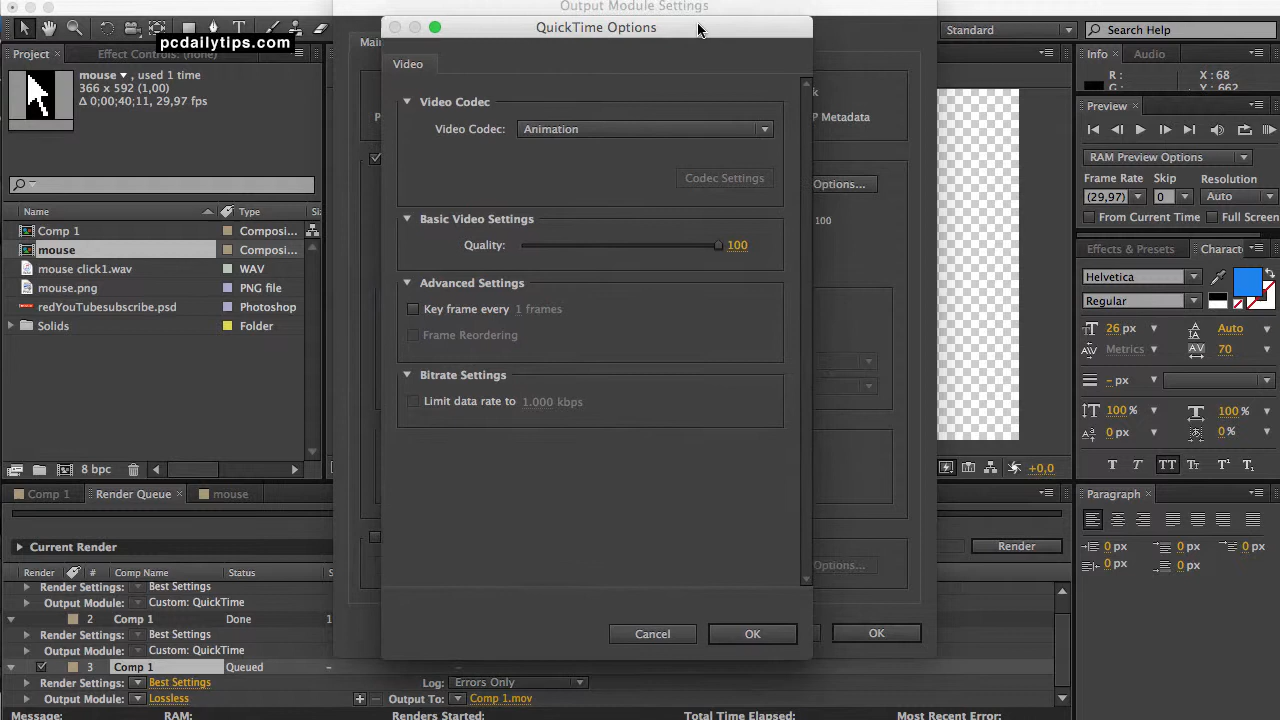 Output Module Settings
QuickTime Options
Standard
Search Help
pcdailytips.com
Project
Effect Controls: (none)
Video
Info
Audio
mouse ▼, used 1 time
366 x 592 (1,00)
Δ 0;00;40:11, 29,97 fps
R :
X : 68
Y : 662
Video Codec
Video Codec:
Animation
P Metadata
Preview
Codec Settings
Options...
RAM Preview Options
Frame Rate
Skip
Resolution
(29,97)
0
Auto
From Current Time
Full Screen
Name
Type
Basic Video Settings
100
Comp 1
Composi...
Quality:
100
mouse
Composi...
Effects & Presets
mouse click1.wav
WAV
Advanced Settings
Helvetica
mouse.png
PNG file
Key frame every
1 frames
Regular
redYouTubesubscribe.psd
Photoshop
Solids
Folder
Frame Reordering
26 px
Auto
Metrics
70
Bitrate Settings
- px
Limit data rate to
1.000 kbps
100 %
100 %
0 px
0 %
8 bpc
+0,0
Comp 1
Render Queue
mouse
Paragraph
Current Render
Render
0 px
0 px
0 px
0 px
0 px
Options...
Render
#
Comp Name
Status
Render Settings:
Best Settings
Output Module:
Custom: QuickTime
2
Comp 1
Done
Render Settings:
Best Settings
Cancel
OK
OK
Output Module:
Custom: QuickTime
3
Comp 1
Queued
Render Settings:
Best Settings
Log:
Errors Only
Output Module:
Lossless
Output To:
Comp 1.mov
Message:
RAM:
Renders Started:
Total Time Elapsed:
Most Recent Error: